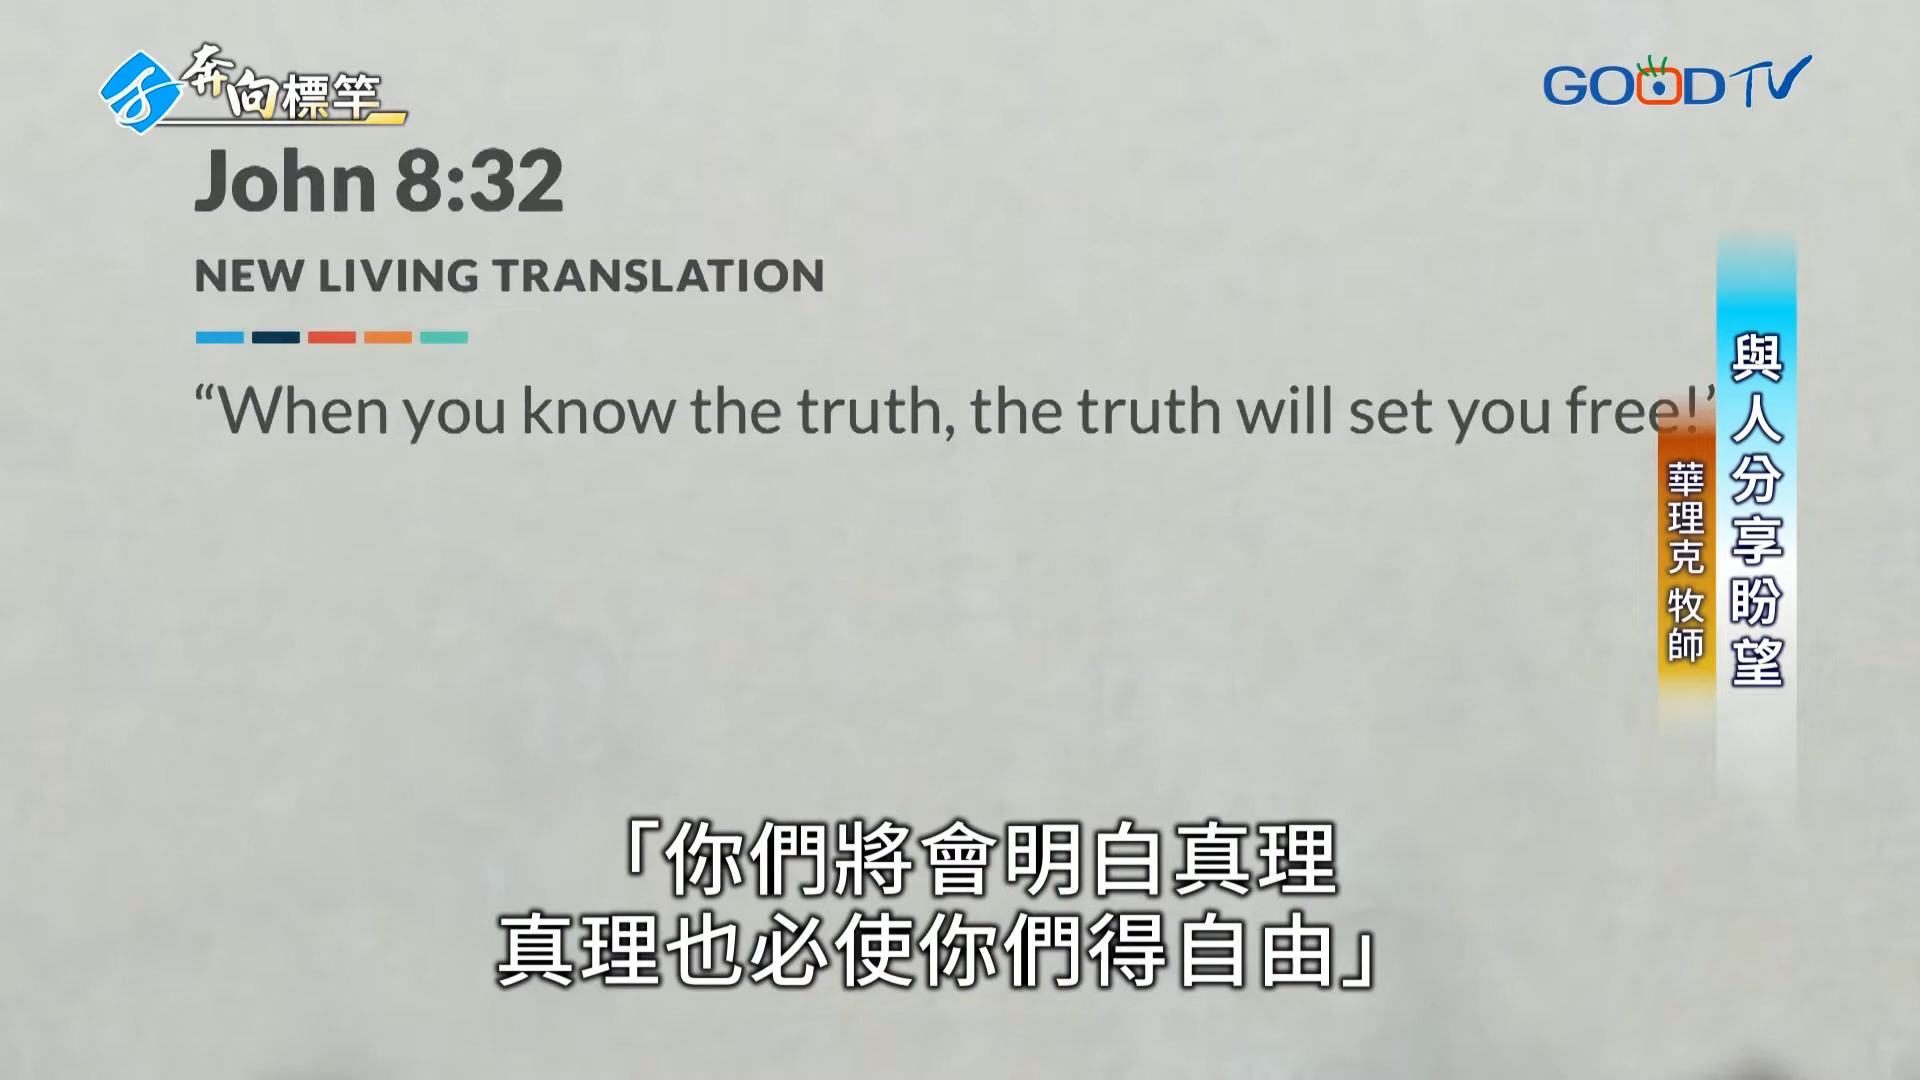 奔向標竿
GOODTV
John 8:32
NEW LIVING TRANSLATION
“When you know the truth, the truth will set you free!”
與人分享盼望
華理克 牧師
「你們將會明白真理
真理也必使你們得自由」